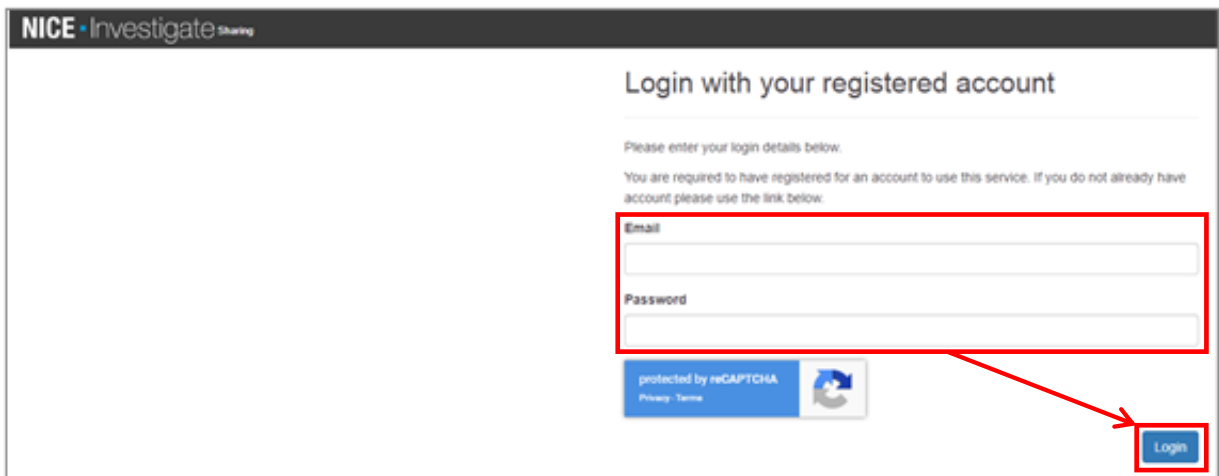 NICE · Investigate Sharing
Login with your registered account
Please enter your login details below.
You are required to have registered for an account to use this service. If you do not already have
account please use the link below.
Email
Password
protected by reCAPTCHA
Privacy - Terms
Login